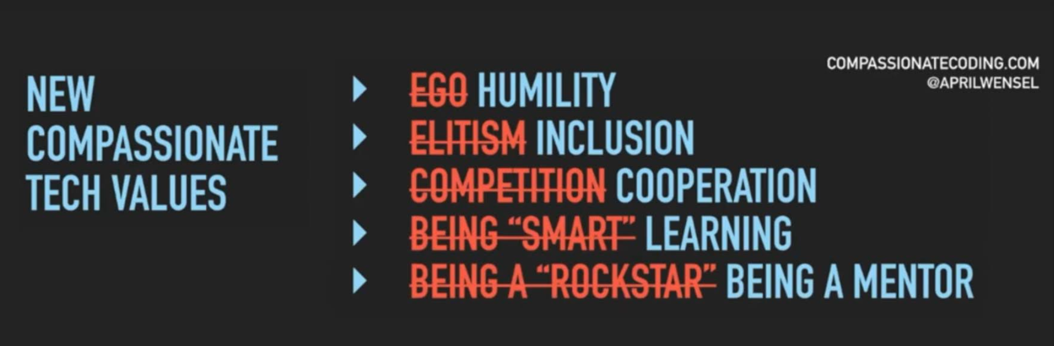 COMPASSIONATECODING.COM
@APRILWENSEL
NEW
COMPASSIONATE
TECH VALUES
EGO HUMILITY
ELITISM INCLUSION
COMPETITION COOPERATION
BEING “SMART” LEARNING
BEING A “ROCKSTAR” BEING A MENTOR